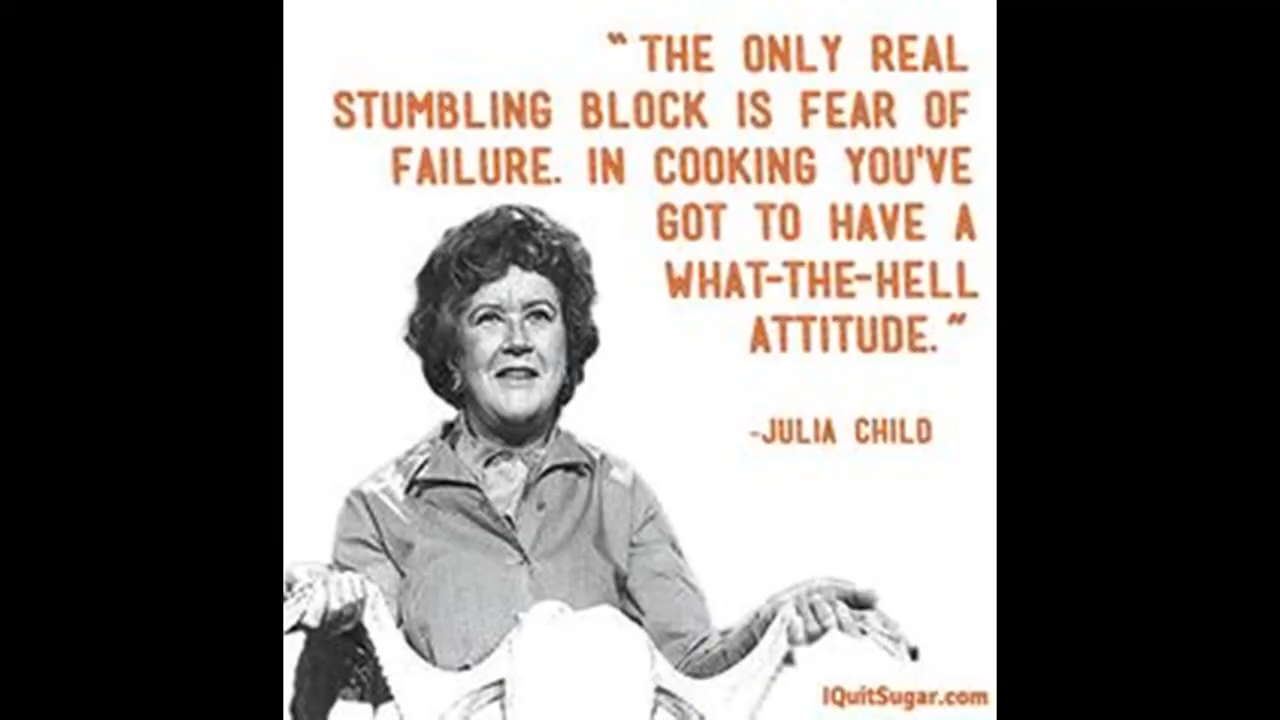 “THE ONLY REAL
STUMBLING BLOCK IS FEAR OF
FAILURE. IN COOKING YOU'VE
GOT TO HAVE A
WHAT-THE-HELL
ATTITUDE.”
-JULIA CHILD
IQuitSugar.com